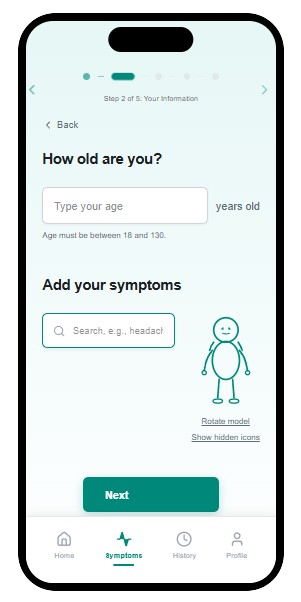 Step 2 of 5: Your Information
Back
How old are you?
Type your age
years old
Age must be between 18 and 130.
Add your symptoms
Search, e.g., headach
Rotate model
Show hidden icons
Next
Home
Symptoms
History
Profile